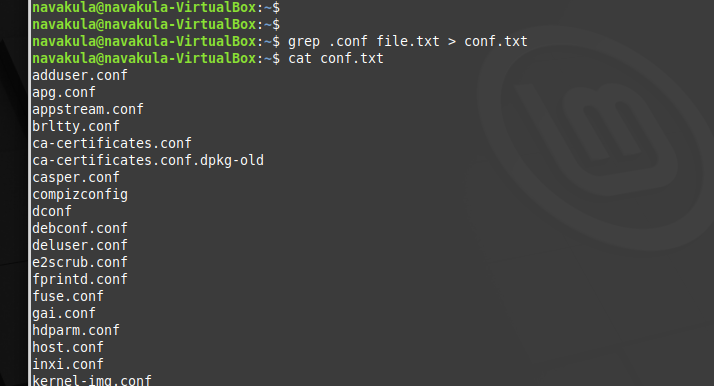 navakula@navakula-VirtualBox:~$
navakula@navakula-VirtualBox:~$
navakula@navakula-VirtualBox:~$ grep .conf file.txt > conf.txt
navakula@navakula-VirtualBox:~$ cat conf.txt
adduser.conf
apg.conf
appstream.conf
brltty.conf
ca-certificates.conf
ca-certificates.conf.dpkg-old
casper.conf
compizconfig
dconf
debconf.conf
deluser.conf
e2scrub.conf
fprintd.conf
fuse.conf
gai.conf
hdparm.conf
host.conf
inxi.conf
kernel-img.conf